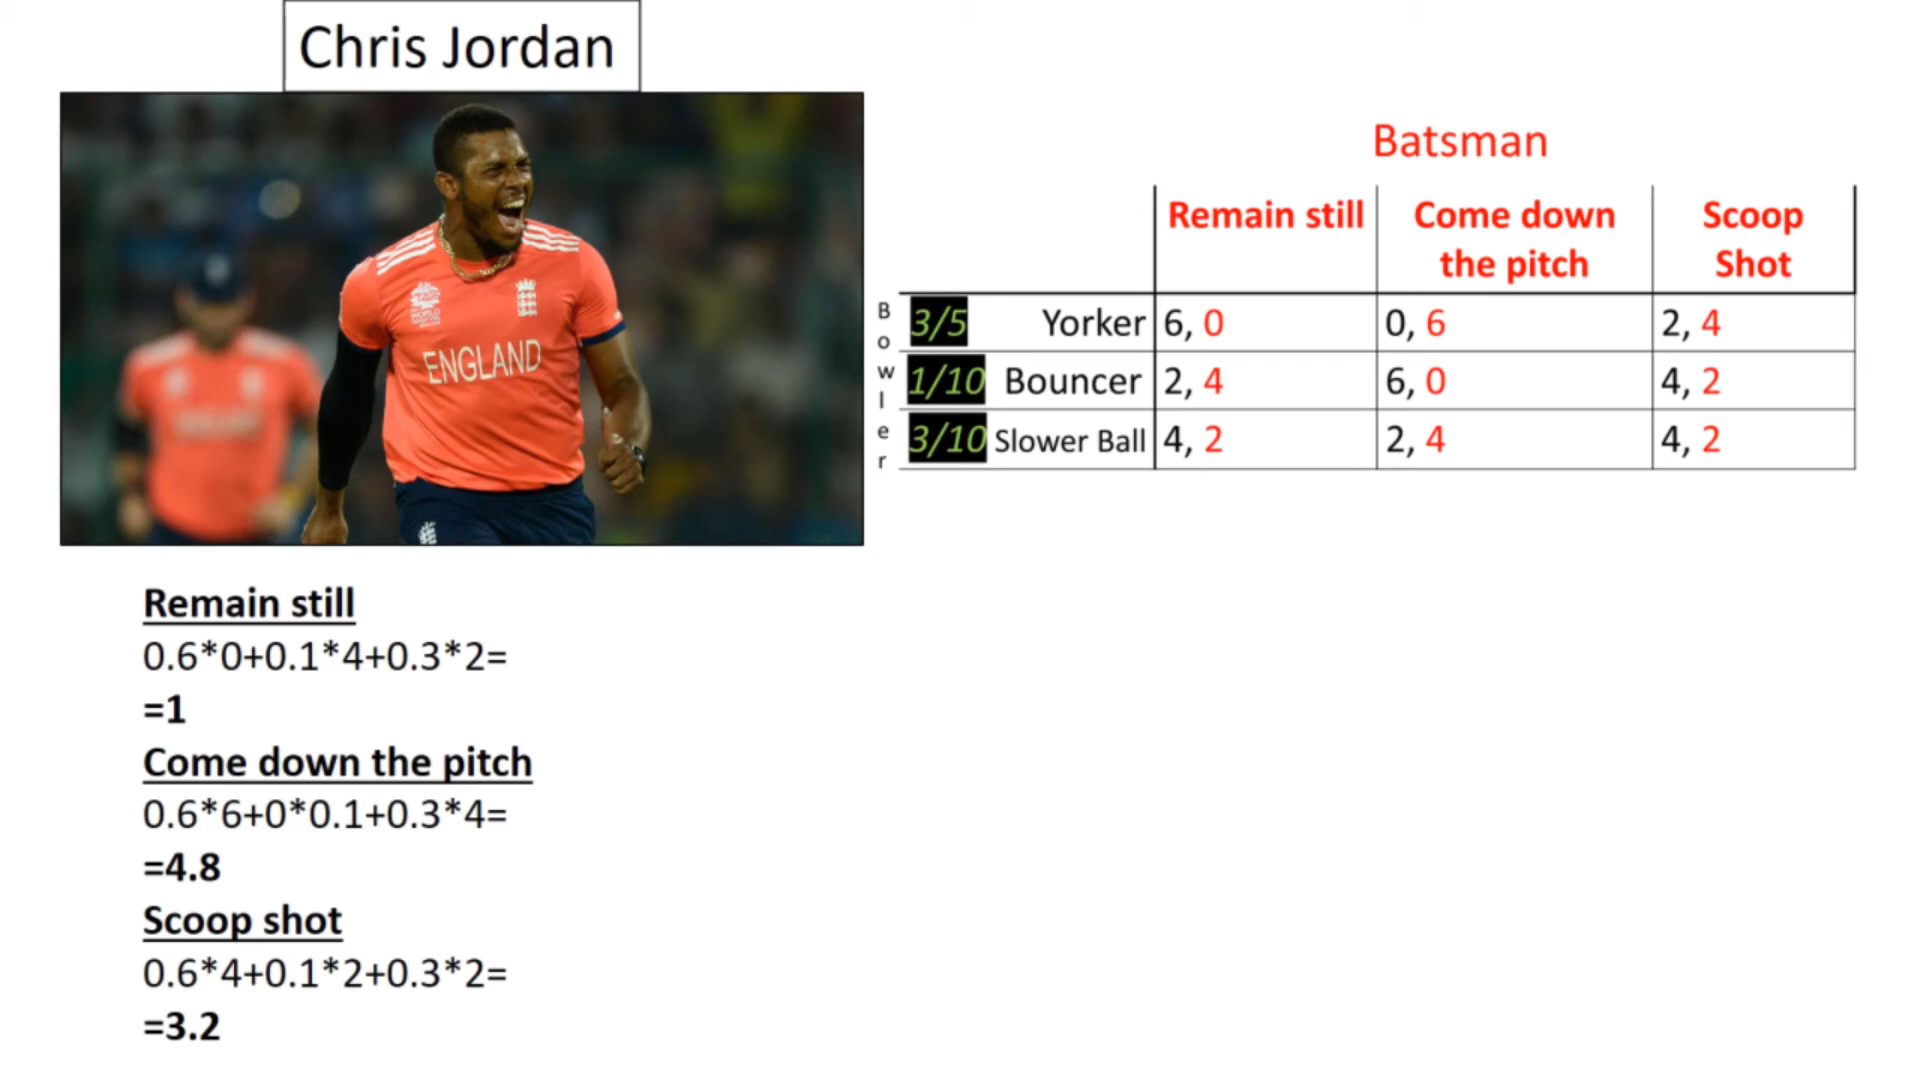 Chris Jordan
ENGLAND
WORLD
Batsman
Remain still
Come down
the pitch
Scoop
Shot
Bowler
3/5 Yorker 6, 0 0, 6 2, 4
1/10 Bouncer 2, 4 6, 0 4, 2
3/10 Slower Ball 4, 2 2, 4 4, 2
Remain still
0.6*0+0.1*4+0.3*2=
=1
Come down the pitch
0.6*6+0*0.1+0.3*4=
=4.8
Scoop shot
0.6*4+0.1*2+0.3*2=
=3.2